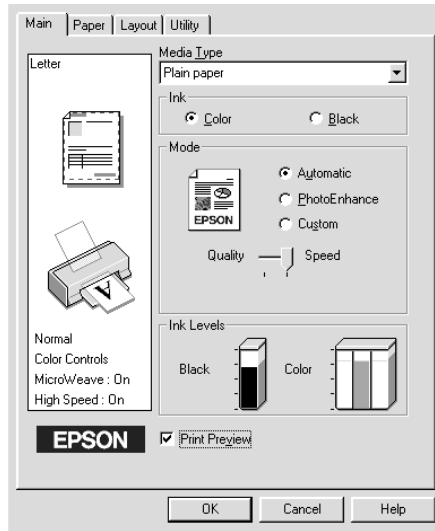 Main Paper Layout Utility
Letter
Media Type
Plain paper
Ink
Color Black
Mode
EPSON
Automatic
PhotoEnhance
Custom
Quality Speed
A
Normal
Color Controls
MicroWeave : On
High Speed : On
Ink Levels
Black Color
EPSON
Print Preview
OK Cancel Help